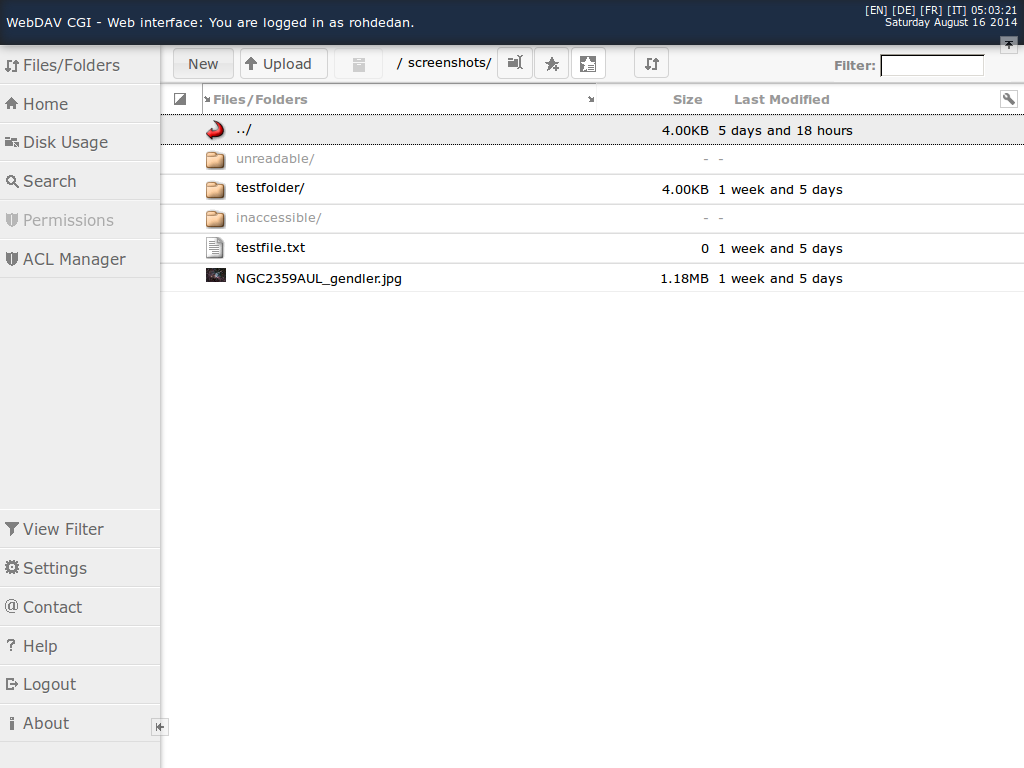 WebDAV CGI - Web interface: You are logged in as rohdedan.
[EN] [DE] [FR] [IT] 05:03:21
Saturday August 16 2014
Files/Folders
Home
Disk Usage
Search
Permissions
ACL Manager
View Filter
Settings
@ Contact
? Help
Logout
i About
New Upload / screenshots/ Filter:
Files/Folders Size Last Modified
../ 4.00KB 5 days and 18 hours
unreadable/ - -
testfolder/ 4.00KB 1 week and 5 days
inaccessible/ - -
testfile.txt 0 1 week and 5 days
NGC2359AUL_gendler.jpg 1.18MB 1 week and 5 days